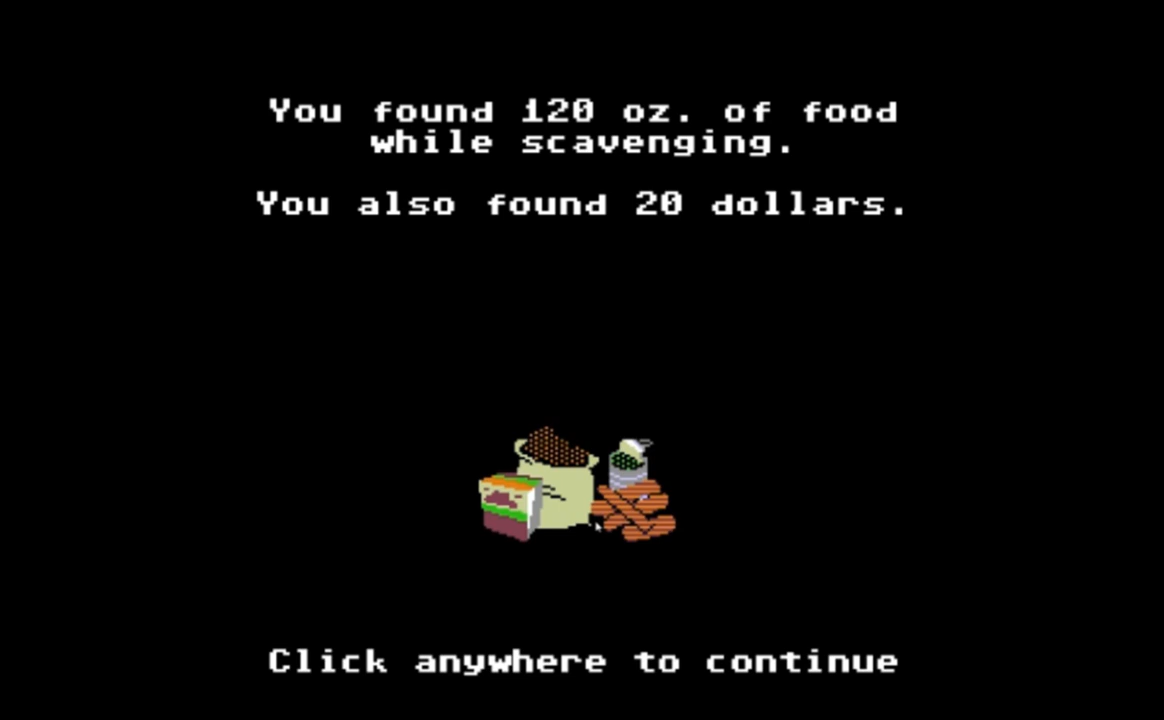 You found 120 oz. of food
while scavenging.
You also found 20 dollars.
Click anywhere to continue